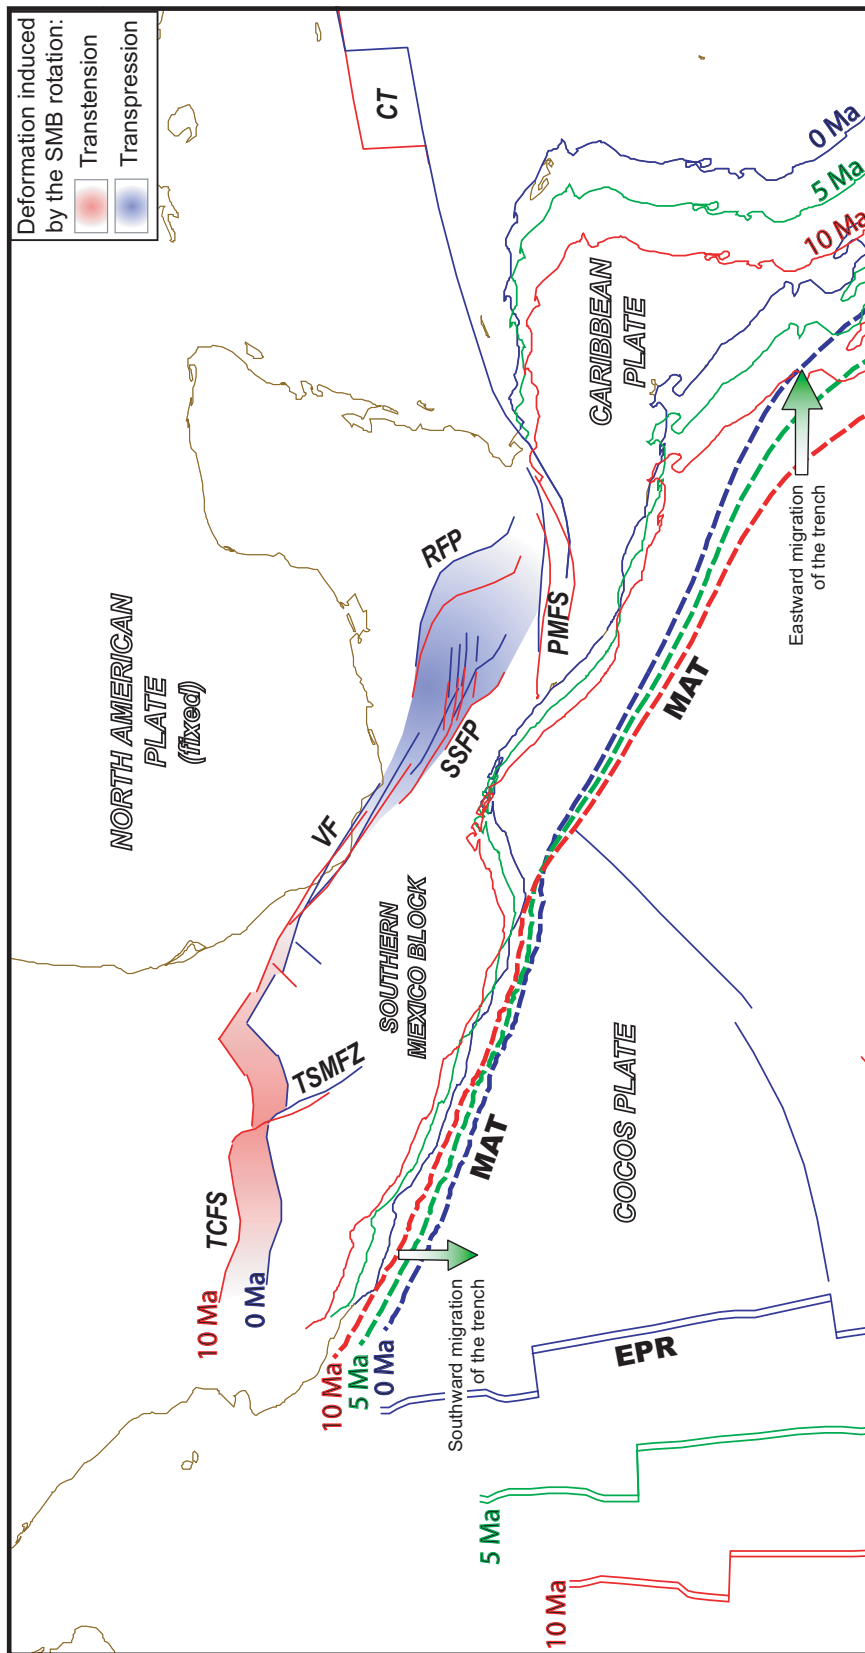 Deformation induced
by the SMB rotation:
Transtension
Transpression
CT
0 Ma
5 Ma
10 Ma
CARIBBEAN
PLATE
NORTH AMERICAN
PLATE
(fixed)
RFP
PMFS
SSFP
VF
MAT
Eastward migration
of the trench
SOUTHERN
MEXICO BLOCK
TSMFZ
TCFS
10 Ma
0 Ma
MAT
COCOS PLATE
10 Ma
5 Ma
0 Ma
Southward migration
of the trench
EPR
5 Ma
10 Ma